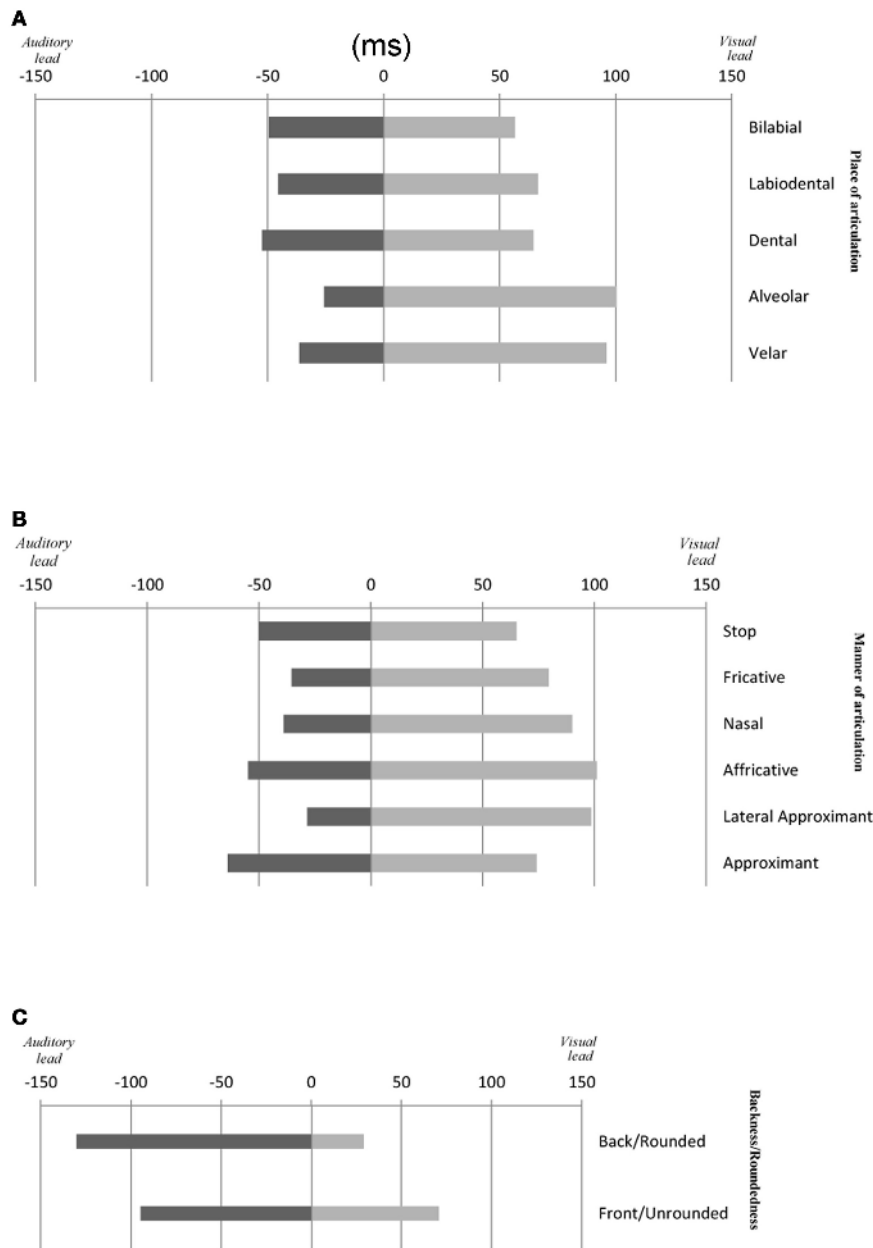 A
Auditory
lead
(ms)
Visual
lead
-150 -100 -50 0 50 100 150
Bilabial
Labiodental
Dental
Alveolar
Velar
Place of articulation
B
Auditory
lead
Visual
lead
-150 -100 -50 0 50 100 150
Stop
Fricative
Nasal
Affricative
Lateral Approximant
Approximant
Manner of articulation
C
Auditory
lead
Visual
lead
-150 -100 -50 0 50 100 150
Back/Rounded
Front/Unrounded
Backness/Roundedness